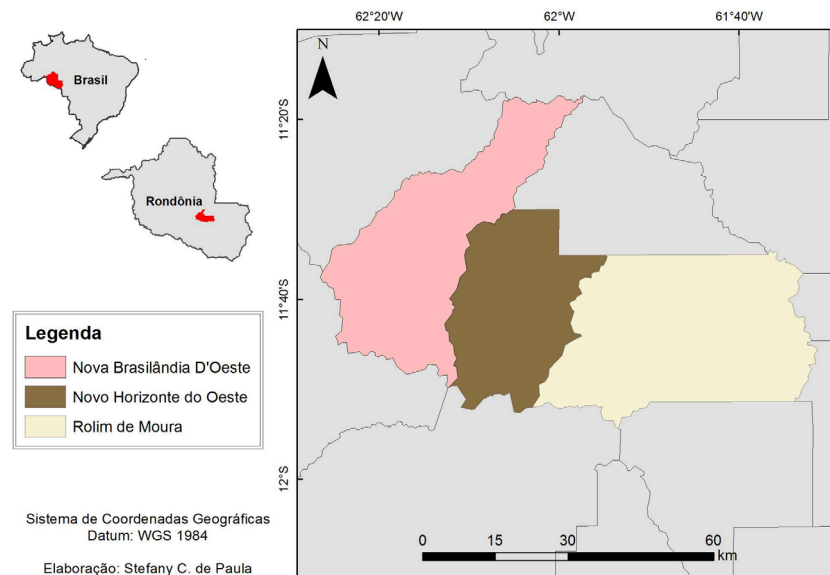 Brasil
Rondônia
Legenda
Nova Brasilândia D'Oeste
Novo Horizonte do Oeste
Rolim de Moura
Sistema de Coordenadas Geográficas
Datum: WGS 1984
Elaboração: Stefany C. de Paula
62°20'W 62°W 61°40'W
N
11°20'S
11°40'S
12°S
0 15 30 60
km